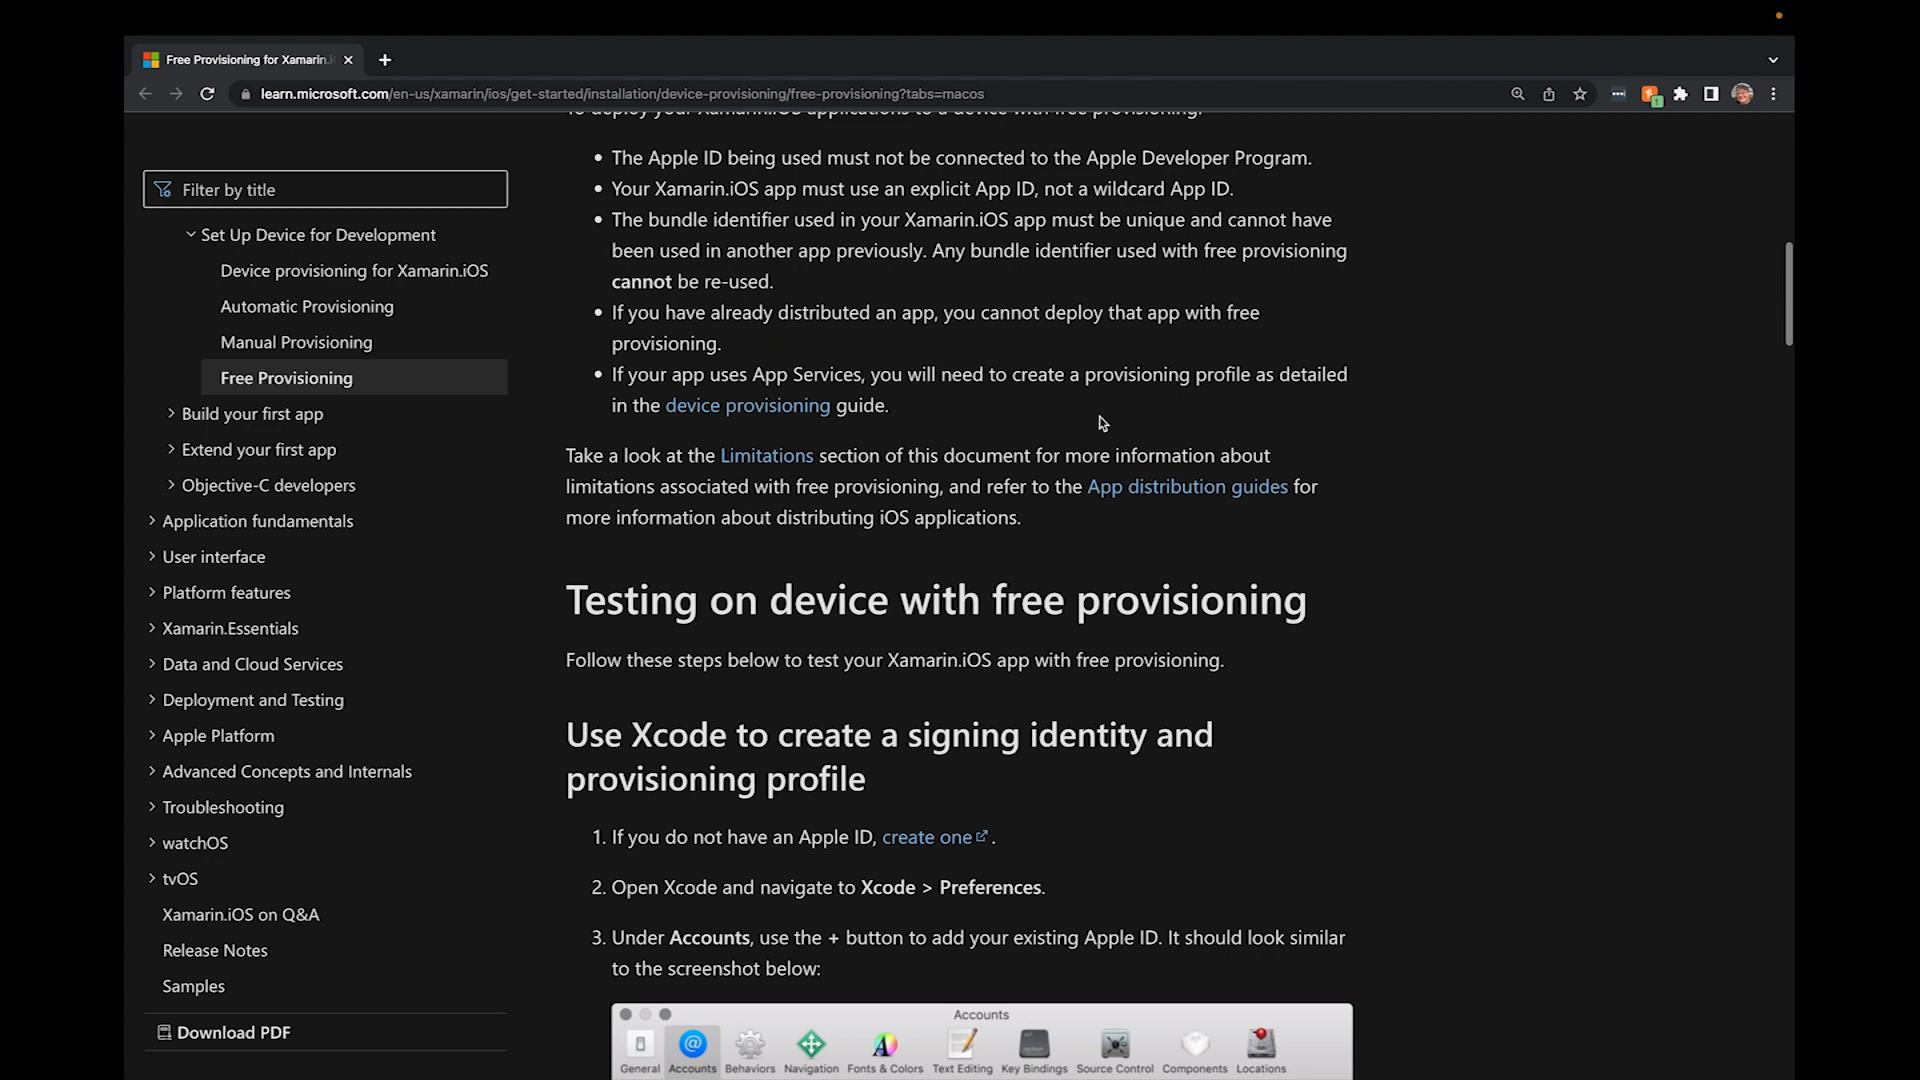 Free Provisioning for Xamarin.i
learn.microsoft.com/en-us/xamarin/ios/get-started/installation/device-provisioning/free-provisioning?tabs=macos
1
Filter by title
Set Up Device for Development
Device provisioning for Xamarin.iOS
Automatic Provisioning
Manual Provisioning
Free Provisioning
Build your first app
Extend your first app
Objective-C developers
Application fundamentals
User interface
Platform features
Xamarin.Essentials
Data and Cloud Services
Deployment and Testing
Apple Platform
Advanced Concepts and Internals
Troubleshooting
watchOS
tvOS
Xamarin.iOS on Q&A
Release Notes
Samples
Download PDF
To deploy your Xamarin.iOS applications to a device with free provisioning:
• The Apple ID being used must not be connected to the Apple Developer Program.
• Your Xamarin.iOS app must use an explicit App ID, not a wildcard App ID.
• The bundle identifier used in your Xamarin.iOS app must be unique and cannot have
been used in another app previously. Any bundle identifier used with free provisioning
cannot be re-used.
• If you have already distributed an app, you cannot deploy that app with free
provisioning.
• If your app uses App Services, you will need to create a provisioning profile as detailed
in the device provisioning guide.
Take a look at the Limitations section of this document for more information about
limitations associated with free provisioning, and refer to the App distribution guides for
more information about distributing iOS applications.
Testing on device with free provisioning
Follow these steps below to test your Xamarin.iOS app with free provisioning.
Use Xcode to create a signing identity and
provisioning profile
1. If you do not have an Apple ID, create one.
2. Open Xcode and navigate to Xcode > Preferences.
3. Under Accounts, use the + button to add your existing Apple ID. It should look similar
to the screenshot below:
Accounts
General Accounts Behaviors Navigation Fonts & Colors Text Editing Key Bindings Source Control Components Locations